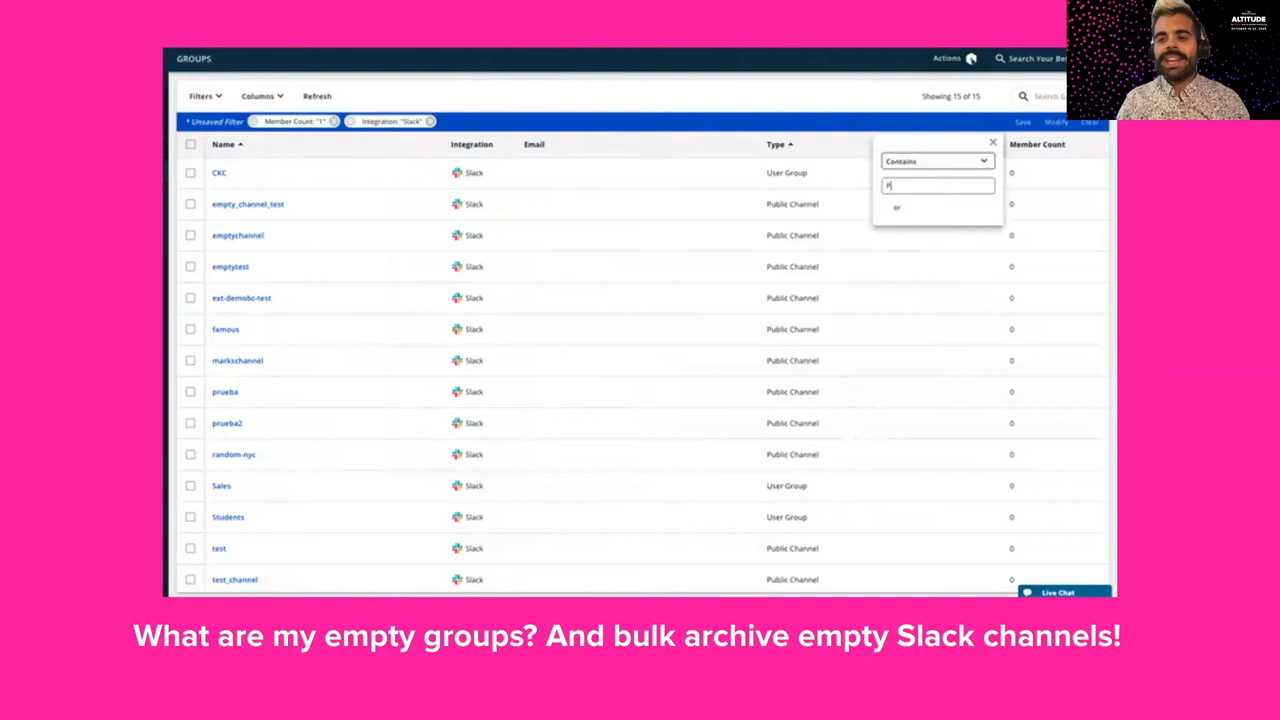 GROUPS
Actions
Search Your Be
ALTITUDE
Filters
Columns
Refresh
Showing 15 of 15
Search G
* Unsaved Filter
Member Count: "1"
Integration: "Slack"
Save
Modify
Clear
Name
Integration
Email
Type
Member Count
Contains
P
or
CKC Slack User Group 0
empty_channel_test Slack Public Channel 0
emptychannel Slack Public Channel 0
emptytest Slack Public Channel 0
ext-demobc-test Slack Public Channel 0
famous Slack Public Channel 0
markschannel Slack Public Channel 0
prueba Slack Public Channel 0
prueba2 Slack Public Channel 0
random-nyc Slack Public Channel 0
Sales Slack User Group 0
Students Slack User Group 0
test Slack Public Channel 0
test_channel Slack Public Channel 0
Live Chat
What are my empty groups? And bulk archive empty Slack channels!